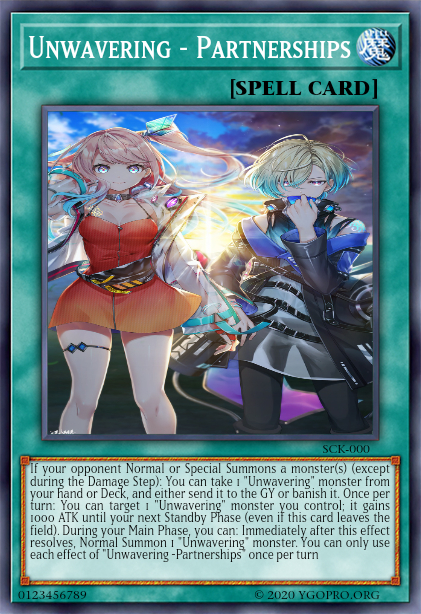 UNWAVERING - PARTNERSHIPS 魔
[SPELL CARD]
SCK-000
If your opponent Normal or Special Summons a monster(s) (except
during the Damage Step): You can take 1 "Unwavering" monster from
your hand or Deck, and either send it to the GY or banish it. Once per
turn: You can target 1 "Unwavering" monster you control; it gains
1000 ATK until your next Standby Phase (even if this card leaves the
field). During your Main Phase, you can: Immediately after this effect
resolves, Normal Summon 1 "Unwavering" monster. You can only use
each effect of "Unwavering -Partnerships" once per turn
0123456789
© 2020 YGOPRO.ORG